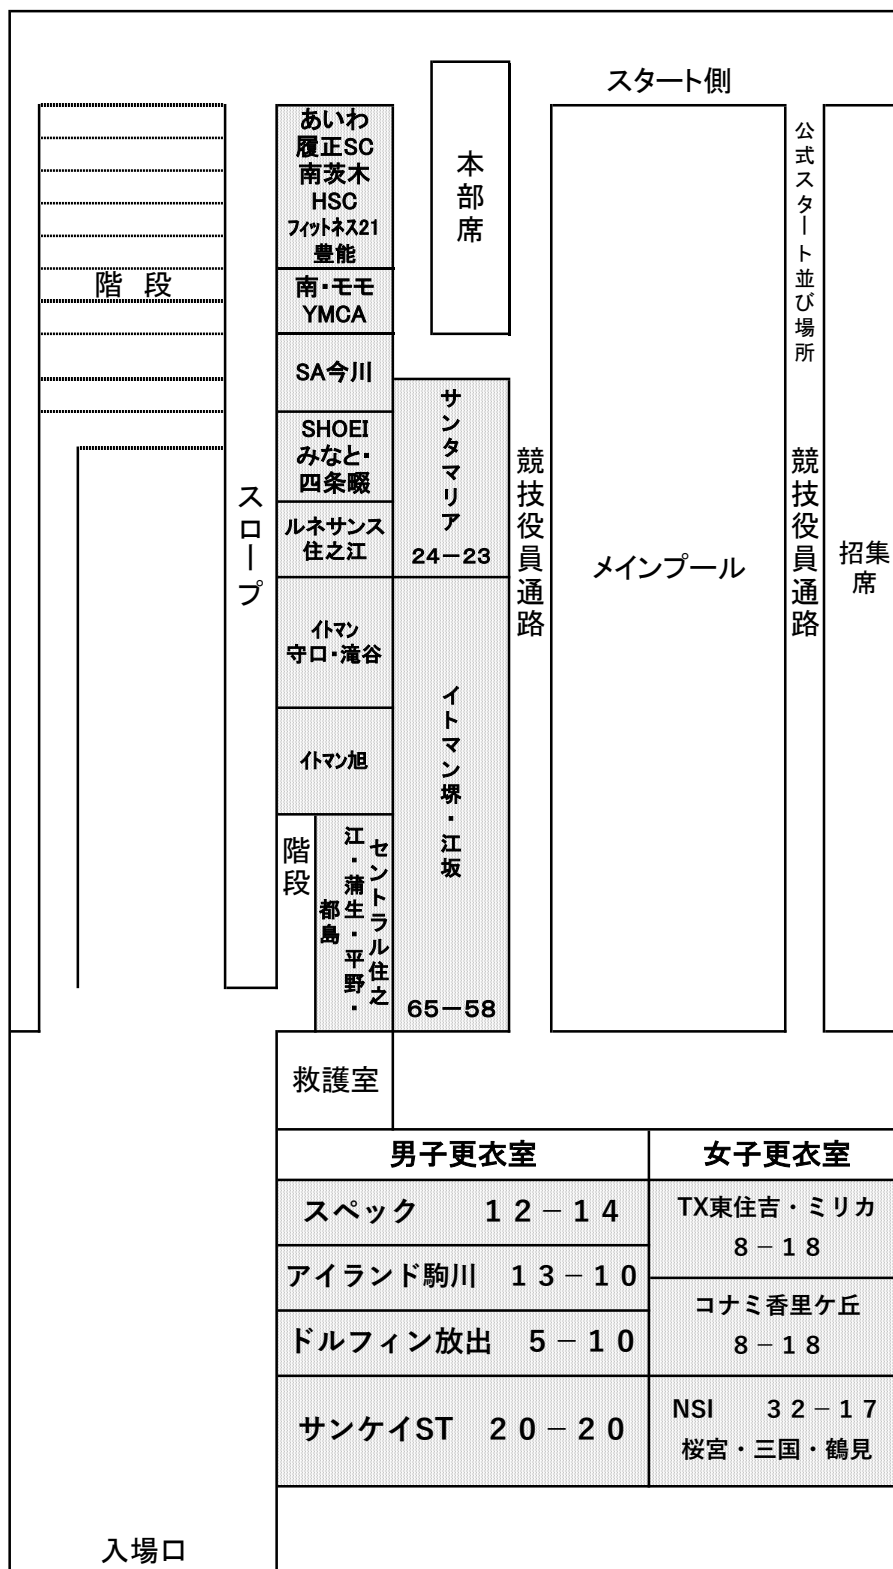 スタート側
あいわ
履正SC
南茨木
HSC
フィットネス21
豊能
本部席
公式スタート並び場所
階 段
南・モモ
YMCA
SA今川
サンタマリア
24－23
SHOEI
みなと・
四条畷
ルネサンス
住之江
スロープ
競技役員通路
メインプール
競技役員通路
招集
席
イトマン
守口・滝谷
イトマン旭
イトマン堺・江坂
65－58
階段
セントラル住之
江・蒲生・平野・
都島
救護室
男子更衣室
女子更衣室
スペック　１２－１４
TX東住吉・ミリカ
８－１８
アイランド駒川　１３－１０
コナミ香里ケ丘
８－１８
ドルフィン放出　５－１０
サンケイST　２０－２０
NSI　３２－１７
桜宮・三国・鶴見
入場口